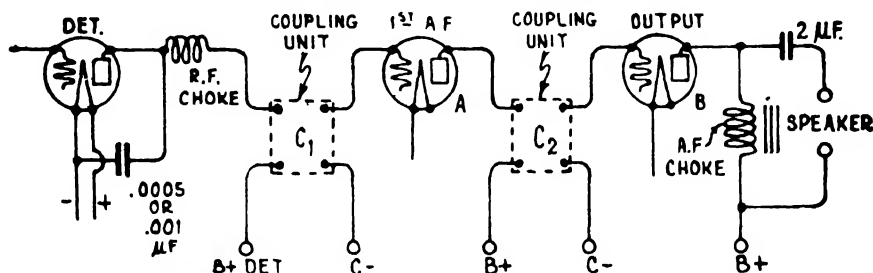 DET.
R.F.
CHOKE
COUPLING
UNIT
C1
1ST A F
A
COUPLING
UNIT
C2
OUTPUT
B
2 µF.
A.F
CHOKE
SPEAKER
- +
.0005
OR
.001
µF
B+ DET
C-
B+
C-
B+